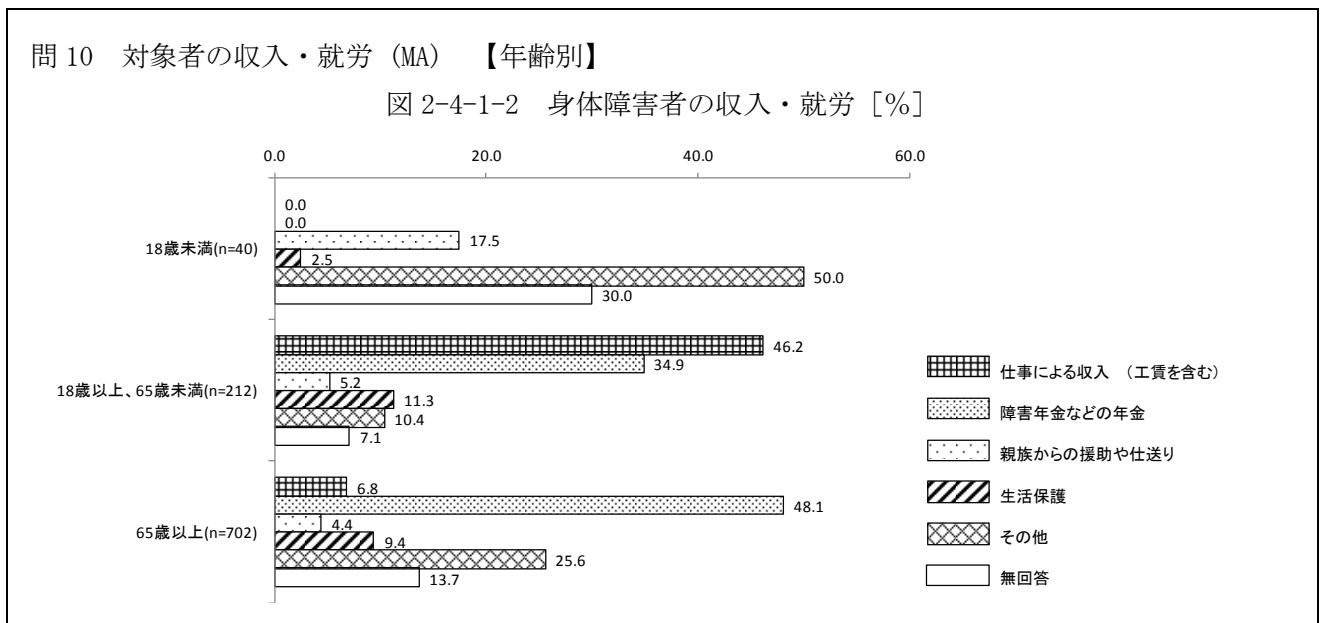 問 10　対象者の収入・就労 (MA)　【年齢別】
図 2-4-1-2　身体障害者の収入・就労［%］
0.0 20.0 40.0 60.0
18歳未満(n=40)
0.0
0.0
17.5
2.5
50.0
30.0
18歳以上、65歳未満(n=212)
46.2
34.9
5.2
11.3
10.4
7.1
65歳以上(n=702)
6.8
48.1
4.4
9.4
25.6
13.7
仕事による収入　（工賃を含む）
障害年金などの年金
親族からの援助や仕送り
生活保護
その他
無回答